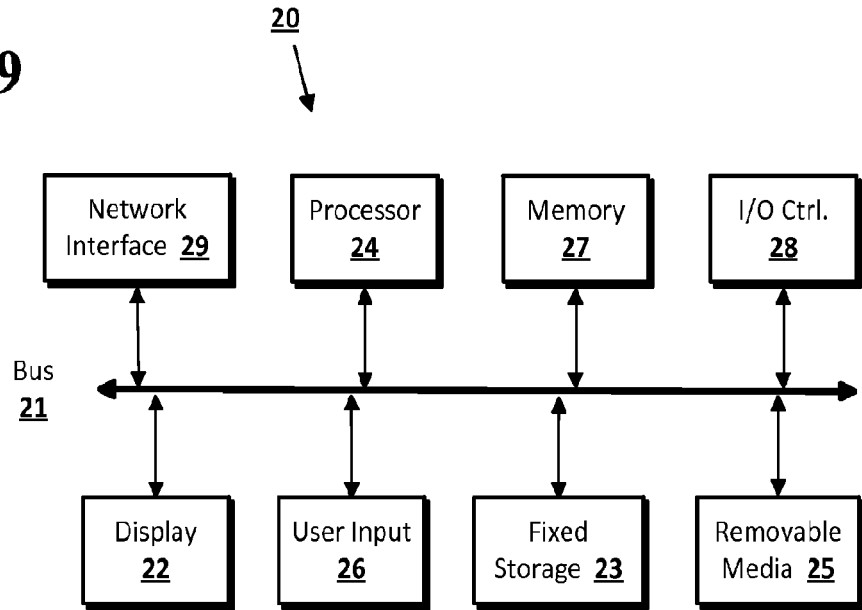 20
9
Network
Interface 29
Processor
24
Memory
27
I/O Ctrl.
28
Bus
21
Display
22
User Input
26
Fixed
Storage 23
Removable
Media 25